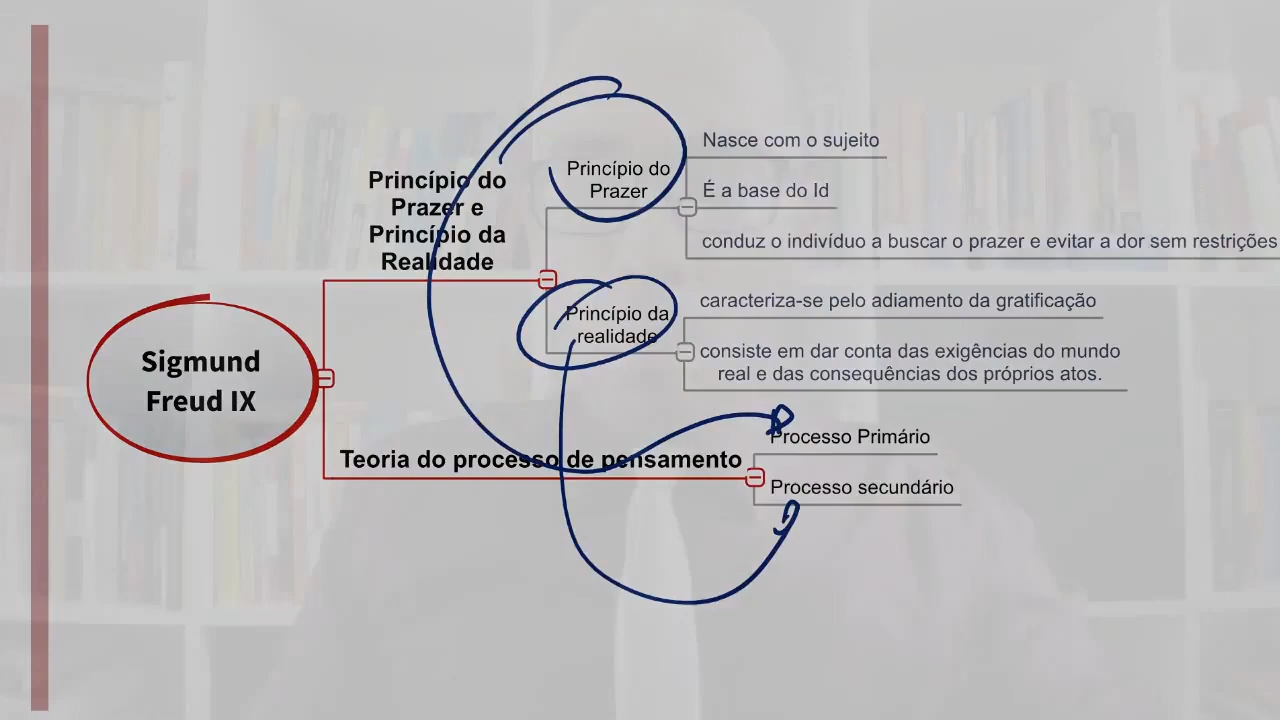 Sigmund
Freud IX
Princípio do
Prazer e
Princípio da
Realidade
Princípio do
Prazer
Nasce com o sujeito
É a base do Id
conduz o indivíduo a buscar o prazer e evitar a dor sem restrições
Princípio da
realidade
caracteriza-se pelo adiamento da gratificação
consiste em dar conta das exigências do mundo
real e das consequências dos próprios atos.
Teoria do processo de pensamento
Processo Primário
Processo secundário